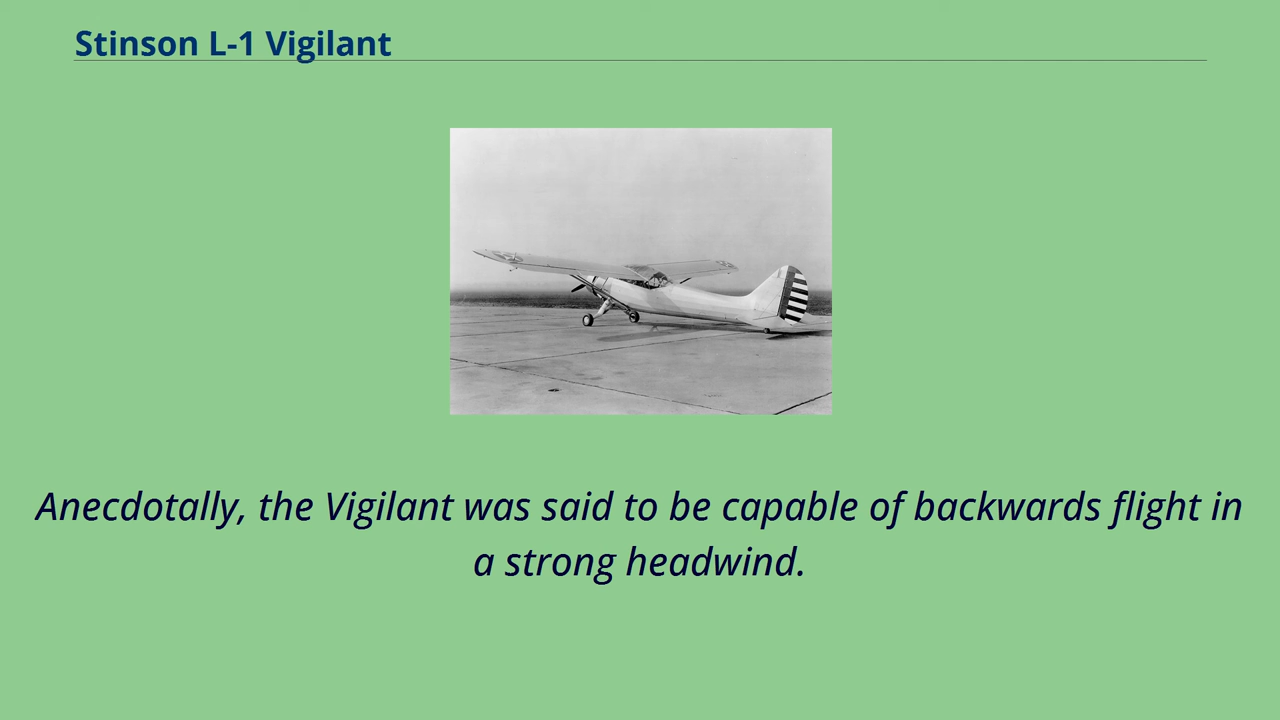 Stinson L-1 Vigilant
Anecdotally, the Vigilant was said to be capable of backwards flight in
a strong headwind.